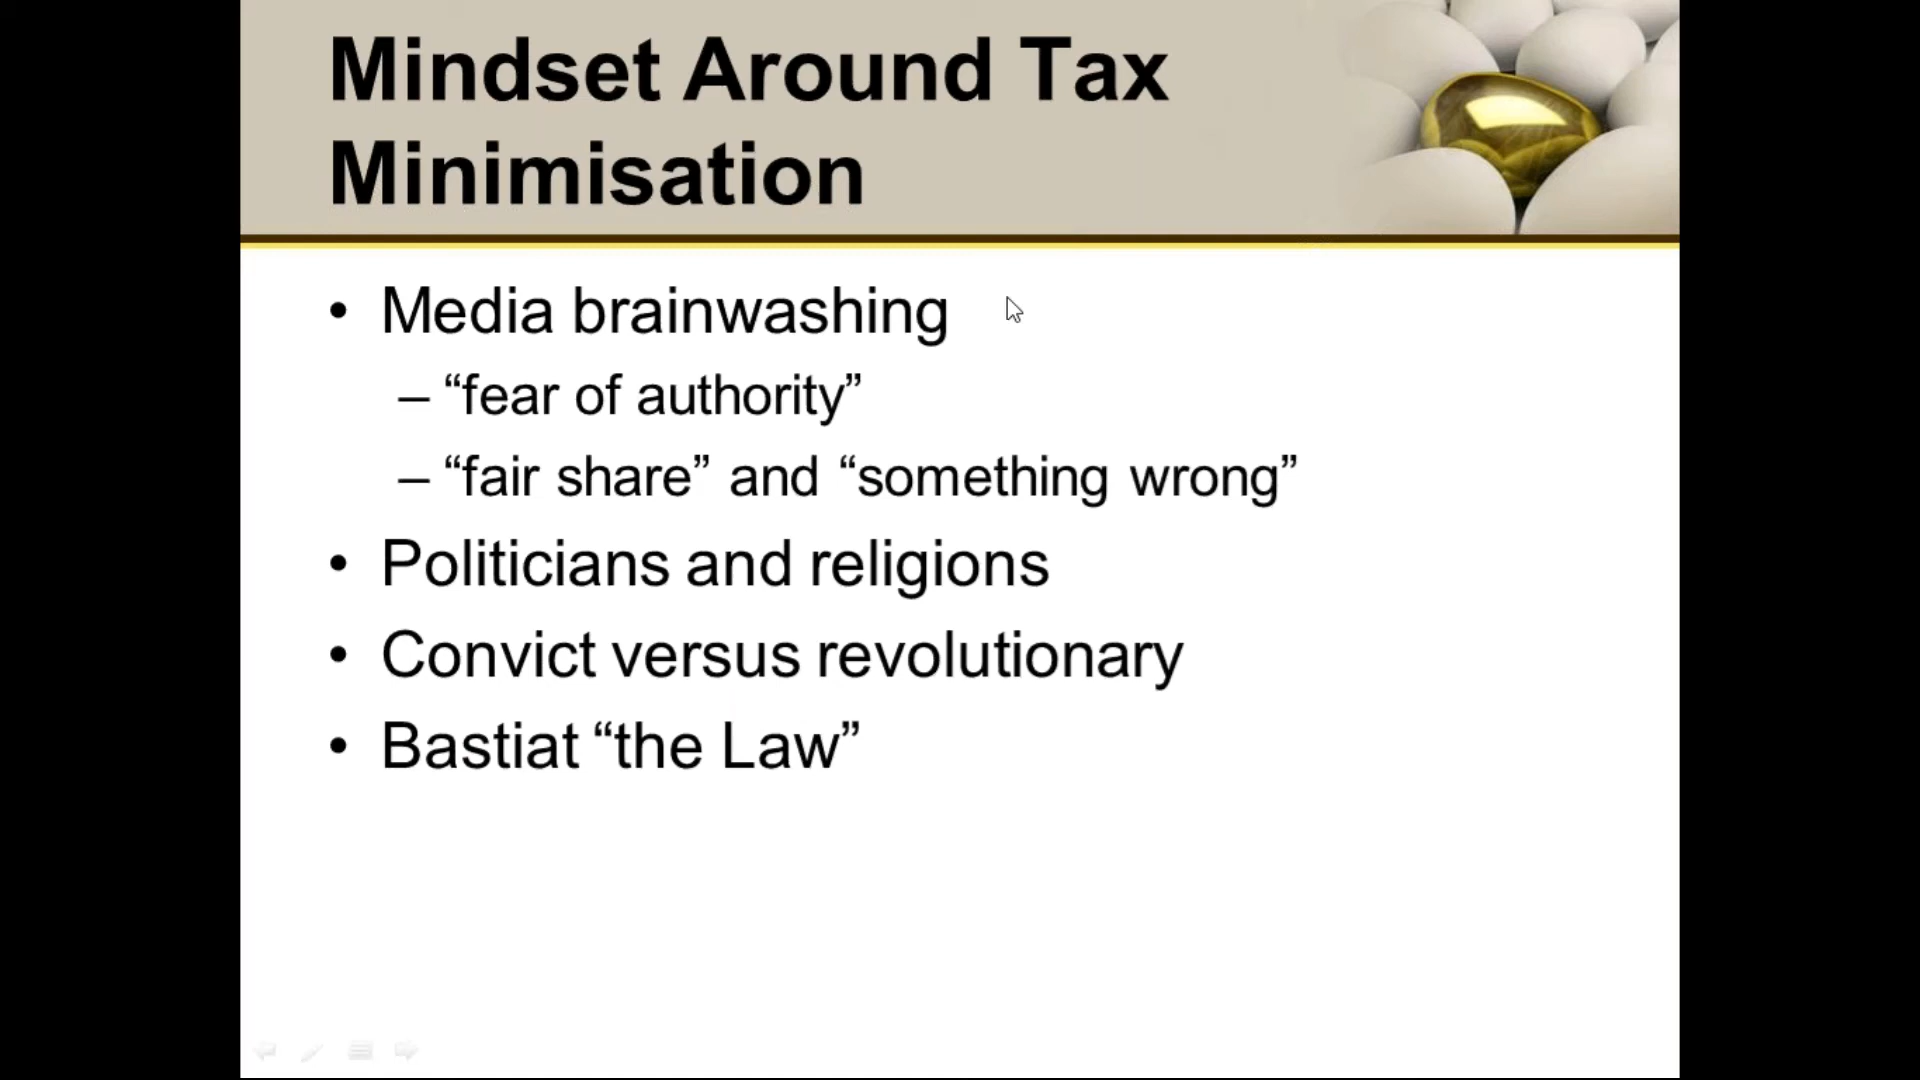 Mindset Around Tax
Minimisation
• Media brainwashing
– “fear of authority”
– “fair share” and “something wrong”
• Politicians and religions
• Convict versus revolutionary
• Bastiat “the Law”